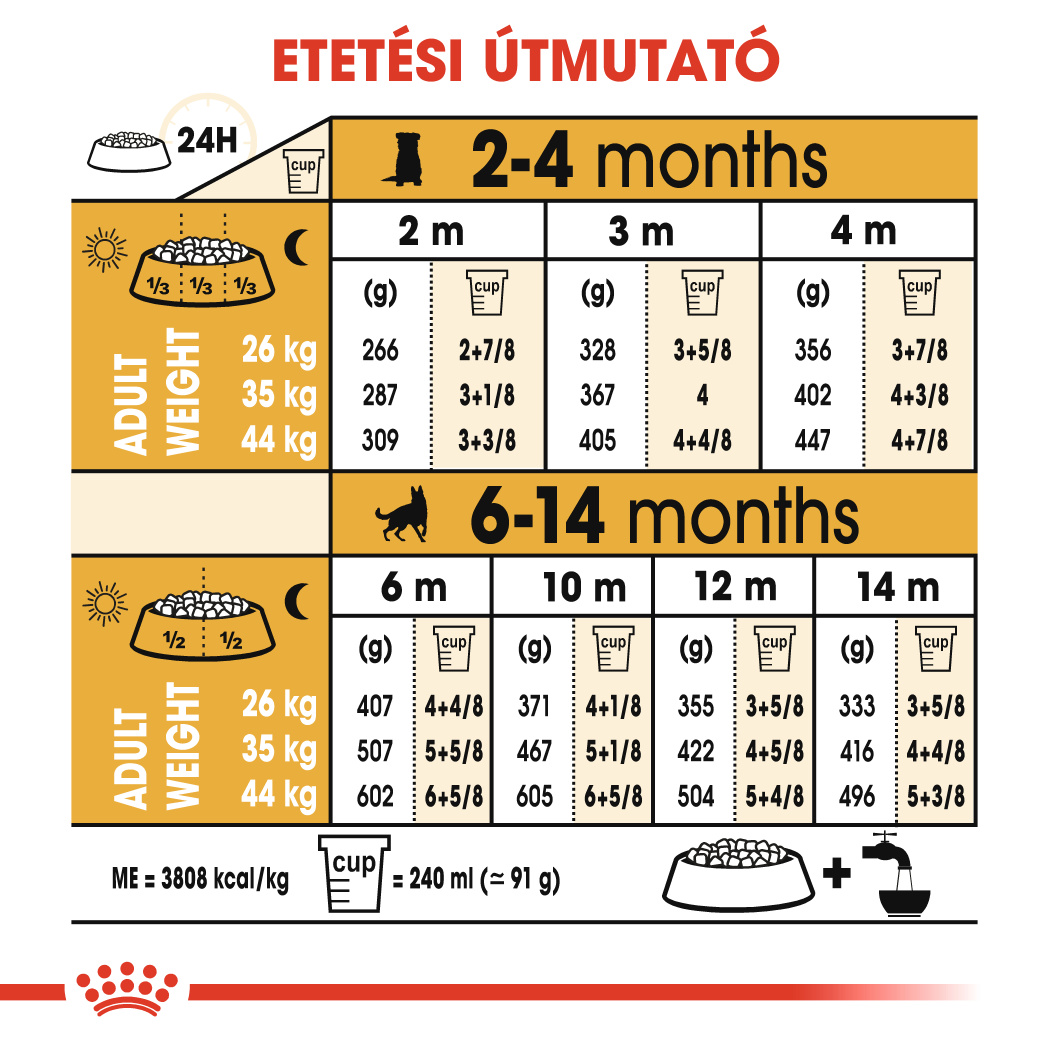 ETETÉSI ÚTMUTATÓ
24H
cup
2-4 months
2 m 3 m 4 m
1/3 1/3 1/3
(g) cup (g) cup (g) cup
ADULT WEIGHT
26 kg 266 2+7/8 328 3+5/8 356 3+7/8
35 kg 287 3+1/8 367 4 402 4+3/8
44 kg 309 3+3/8 405 4+4/8 447 4+7/8
6-14 months
6 m 10 m 12 m 14 m
1/2 1/2
(g) cup (g) cup (g) cup (g) cup
ADULT WEIGHT
26 kg 407 4+4/8 371 4+1/8 355 3+5/8 333 3+5/8
35 kg 507 5+5/8 467 5+1/8 422 4+5/8 416 4+4/8
44 kg 602 6+5/8 605 6+5/8 504 5+4/8 496 5+3/8
ME = 3808 kcal/kg cup = 240 ml (≃ 91 g) +